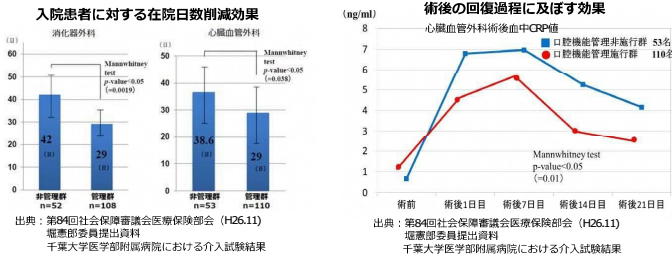 入院患者に対する在院日数削減効果
消化器外科
(日)
60
50
40
30
20
10
0
Mannwhitney
test
p-value<0.05
(=0.0019)
42
(日)
29
(日)
非管理群
n=52
管理群
n=108
心臓血管外科
(日)
60
50
40
30
20
10
0
Mannwhitney
test
p-value<0.05
(=0.038)
38.6
(日)
29
(日)
非管理群
n=53
管理群
n=110
出典：第84回社会保障審議会医療保険部会（H26.11）
堀憲郎委員提出資料
千葉大学医学部附属病院における介入試験結果
術後の回復過程に及ぼす効果
(ng/ml)
心臓血管外科術後血中CRP値
口腔機能管理非施行群 53名
口腔機能管理施行群 110名
8
7
6
5
4
3
2
1
0
Mannwhitney test
p-value<0.05
(=0.01)
術前 術後1日目 術後7日目 術後14日目 術後21日目
出典：第84回社会保障審議会医療保険部会（H26.11）
堀憲郎委員提出資料
千葉大学医学部附属病院における介入試験結果